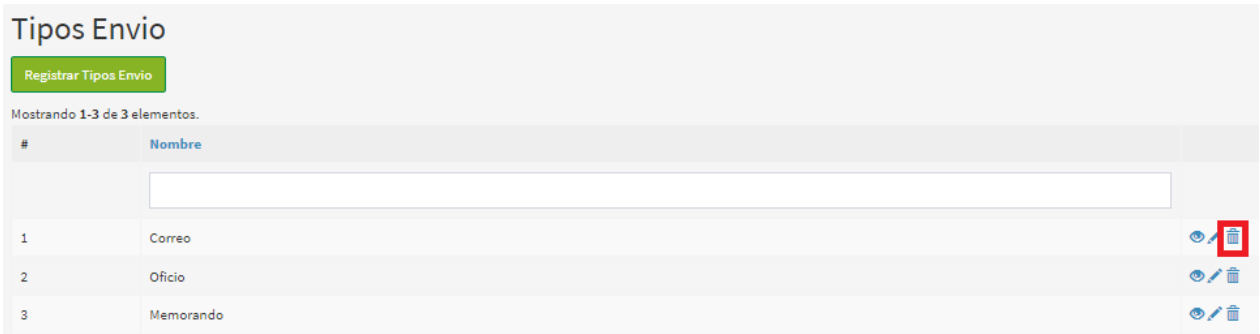 Tipos Envio
Registrar Tipos Envio
Mostrando 1-3 de 3 elementos.
# Nombre
1 Correo
2 Oficio
3 Memorando